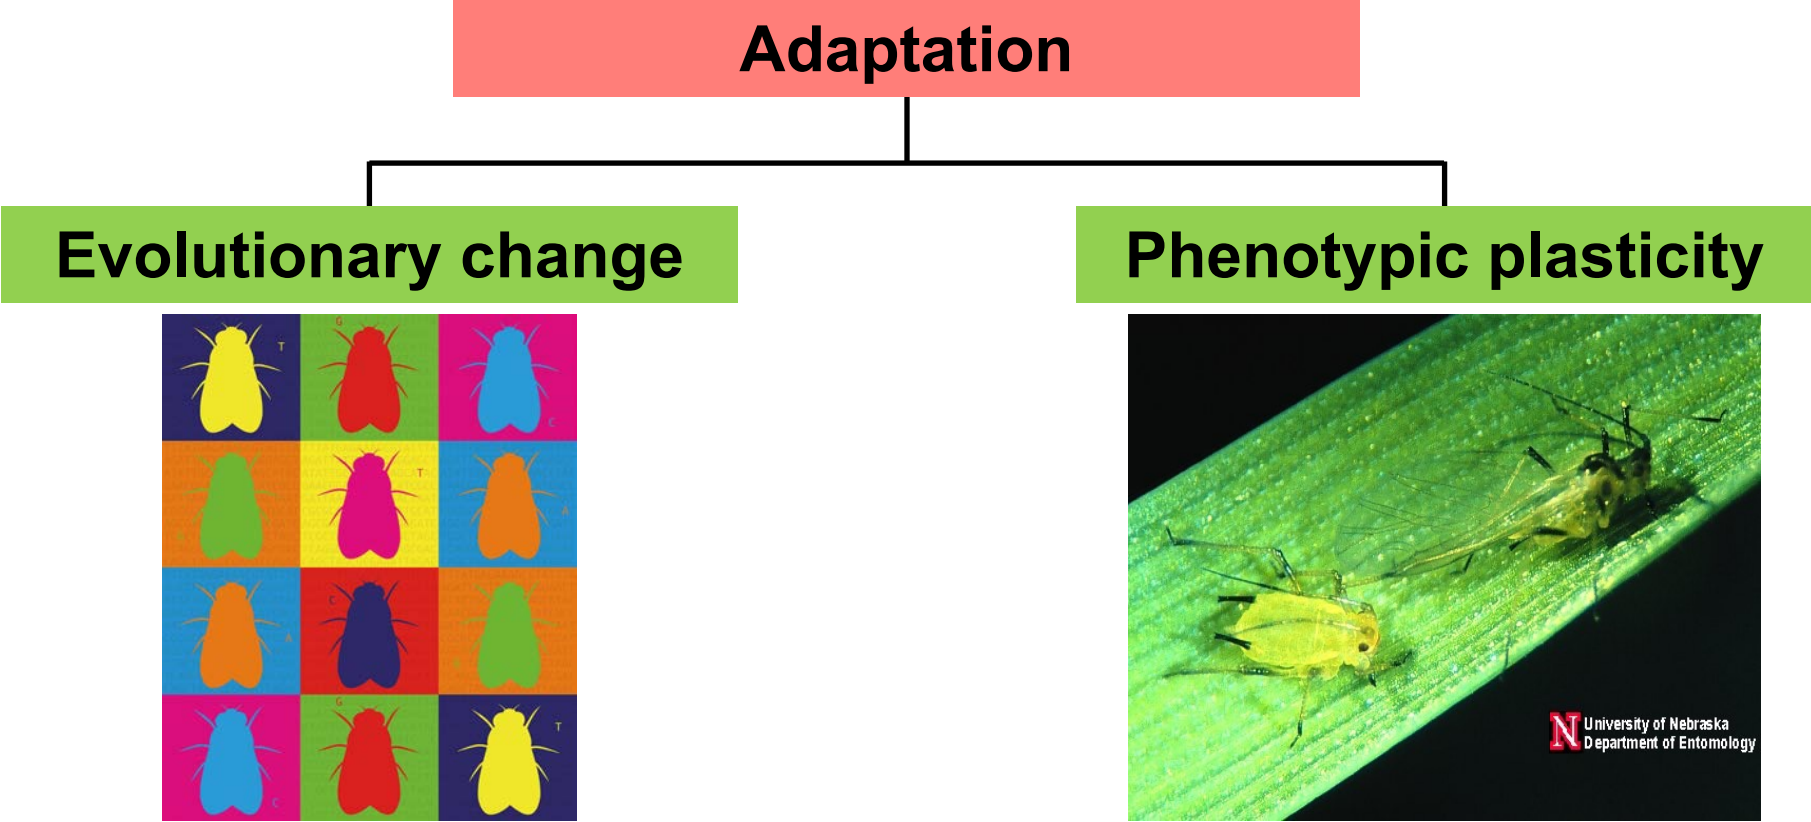 Adaptation
Evolutionary change
Phenotypic plasticity
T
G
C
T
A
C
A
G
T
C
N
University of Nebraska
Department of Entomology